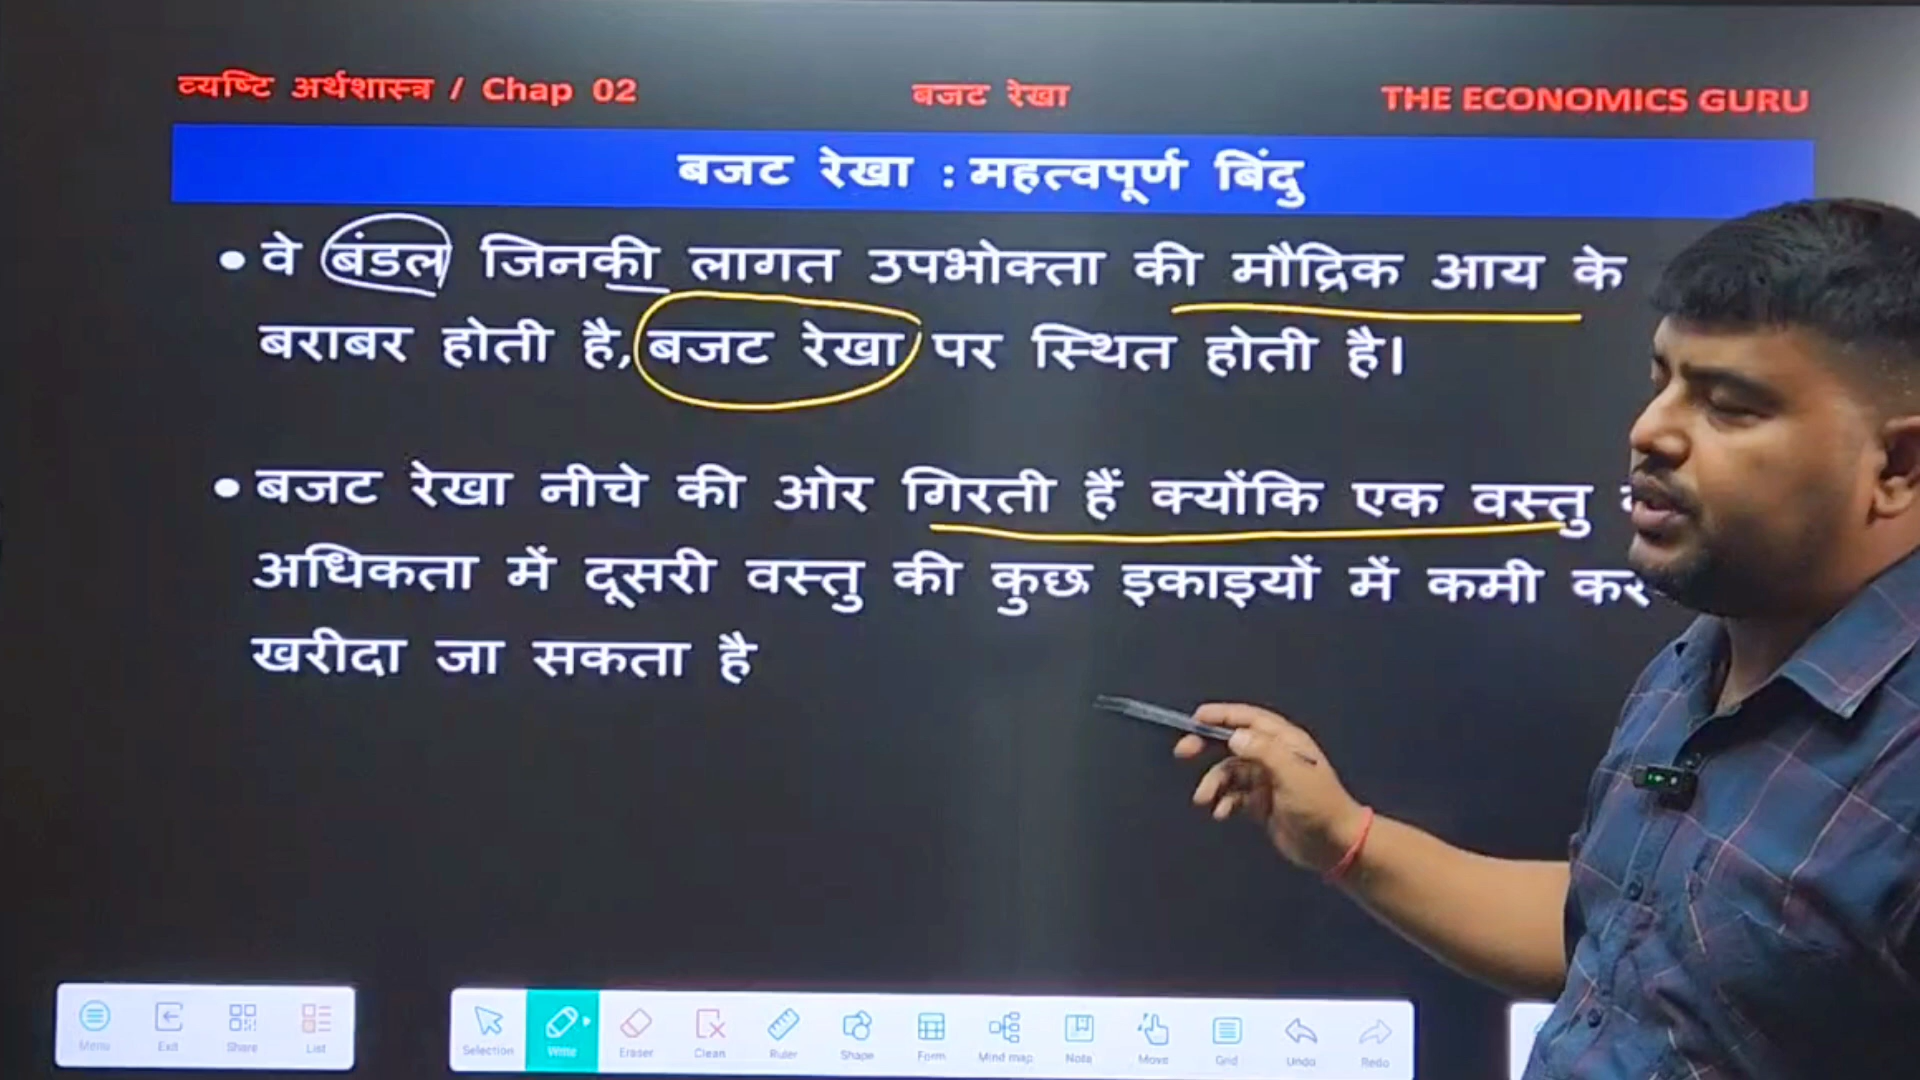 व्यष्टि अर्थशास्त्र / Chap 02 बजट रेखा THE ECONOMICS GURU
बजट रेखा : महत्वपूर्ण बिंदु
• वे बंडल जिनकी लागत उपभोक्ता की मौद्रिक आय के
बराबर होती है, बजट रेखा पर स्थित होती है।
• बजट रेखा नीचे की ओर गिरती हैं क्योंकि एक वस्तु
अधिकता में दूसरी वस्तु की कुछ इकाइयों में कमी कर
खरीदा जा सकता है
Menu Exit Share List Selection Write Eraser Clean Ruler Shape Form Mind map Note Move Grid Undo Redo